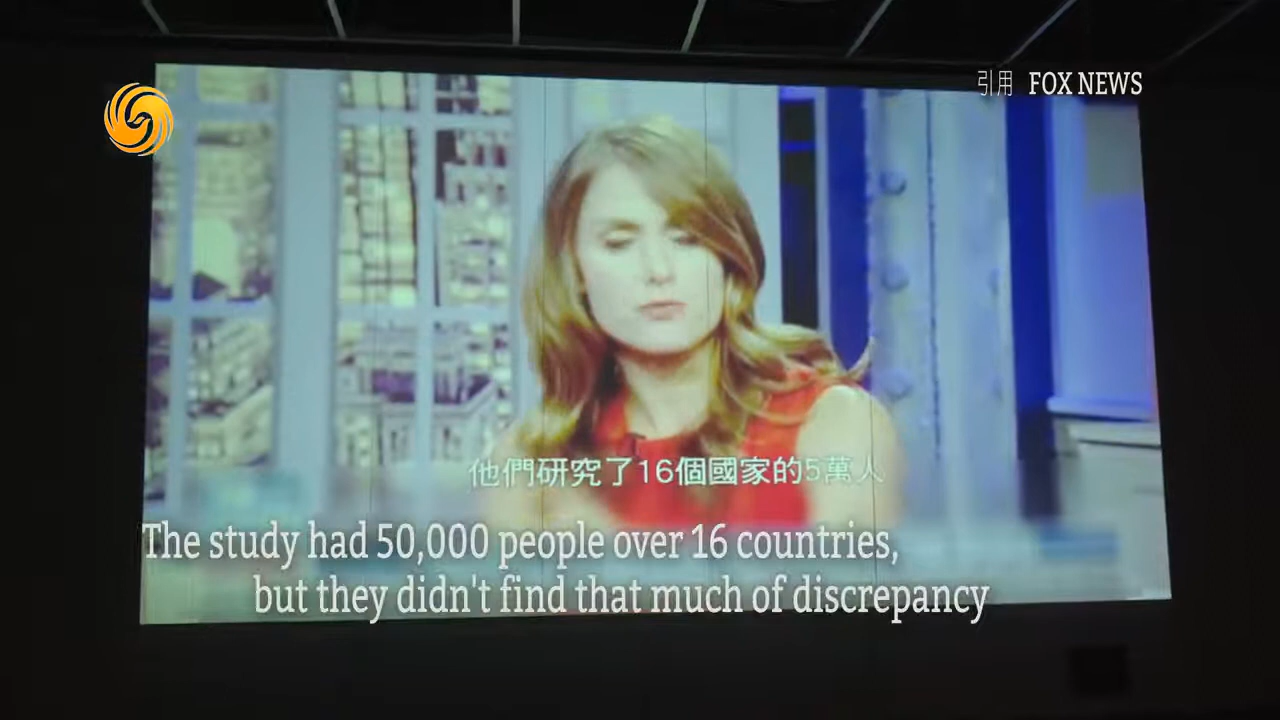 引用 FOX NEWS
他們研究了16個國家的5萬人
The study had 50,000 people over 16 countries,
but they didn't find that much of discrepancy